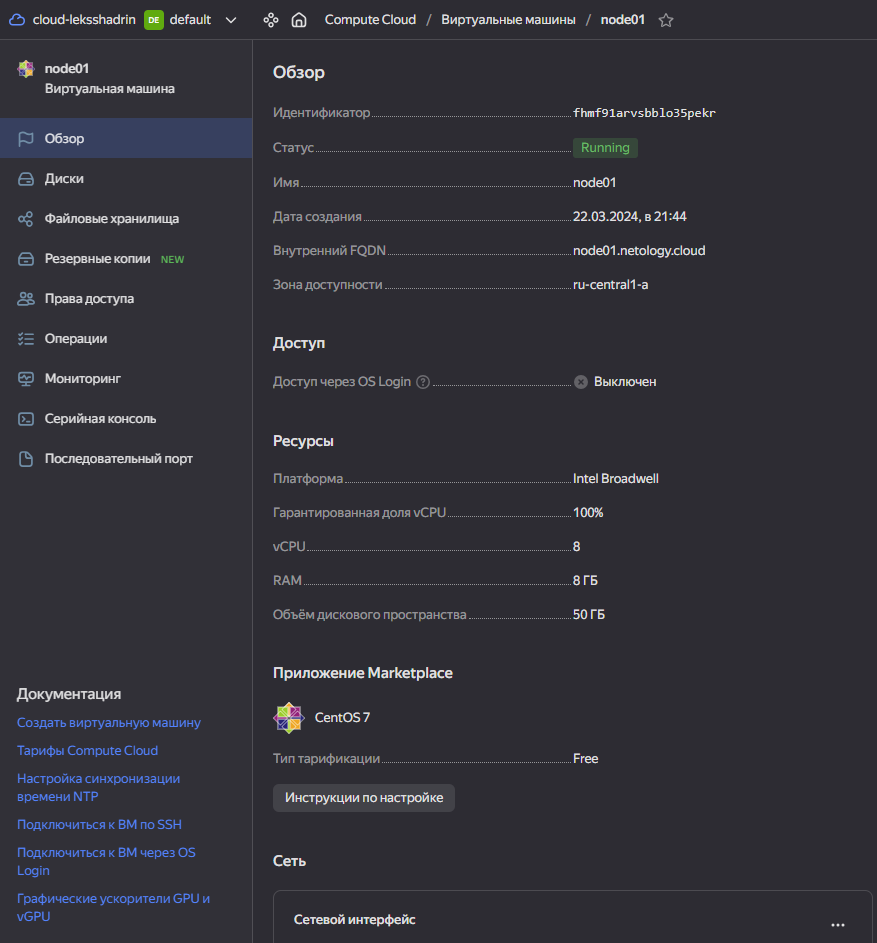 cloud-leksshadrin DE default Compute Cloud / Виртуальные машины / node01
node01
Виртуальная машина
Обзор
Диски
Файловые хранилища
Резервные копии NEW
Права доступа
Операции
Мониторинг
Серийная консоль
Последовательный порт
Документация
Создать виртуальную машину
Тарифы Compute Cloud
Настройка синхронизации
времени NTP
Подключиться к ВМ по SSH
Подключиться к ВМ через OS
Login
Графические ускорители GPU и
vGPU
Обзор
Идентификатор fhmf91arvsbblo35pekr
Статус Running
Имя node01
Дата создания 22.03.2024, в 21:44
Внутренний FQDN node01.netology.cloud
Зона доступности ru-central1-a
Доступ
Доступ через OS Login ? Выключен
Ресурсы
Платформа Intel Broadwell
Гарантированная доля vCPU 100%
vCPU 8
RAM 8 ГБ
Объём дискового пространства 50 ГБ
Приложение Marketplace
CentOS 7
Тип тарификации Free
Инструкции по настройке
Сеть
Сетевой интерфейс